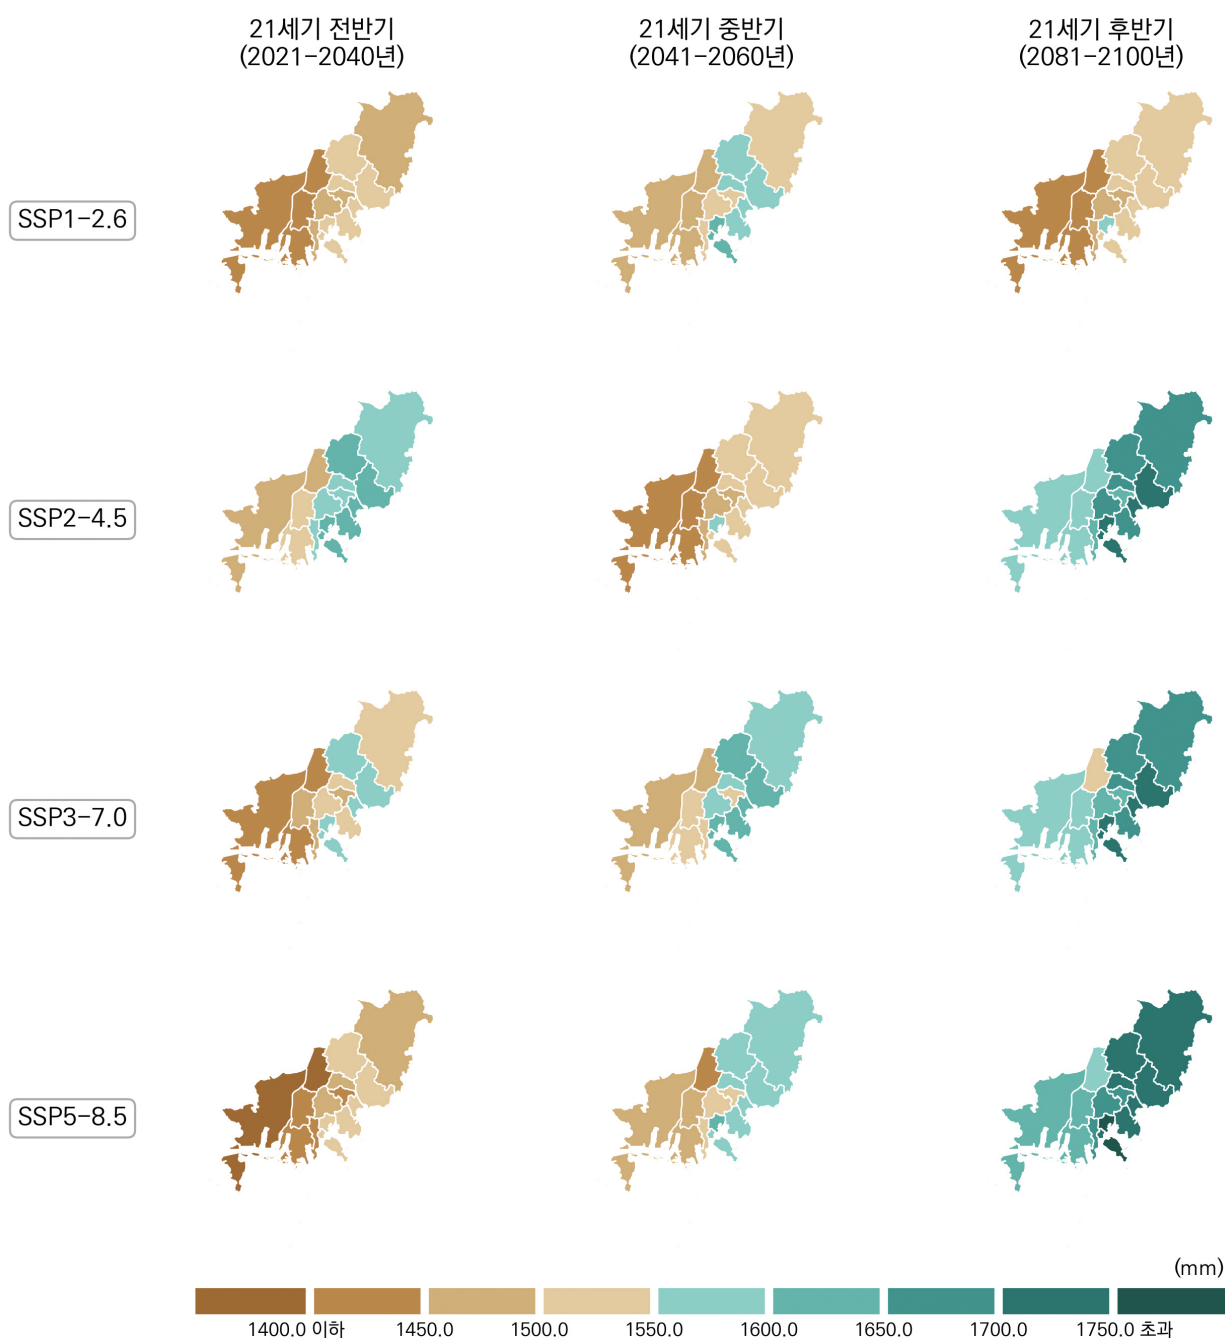 21세기 전반기
(2021-2040년)
21세기 중반기
(2041-2060년)
21세기 후반기
(2081-2100년)
SSP1-2.6
SSP2-4.5
SSP3-7.0
SSP5-8.5
(mm)
1400.0 이하 1450.0 1500.0 1550.0 1600.0 1650.0 1700.0 1750.0 초과